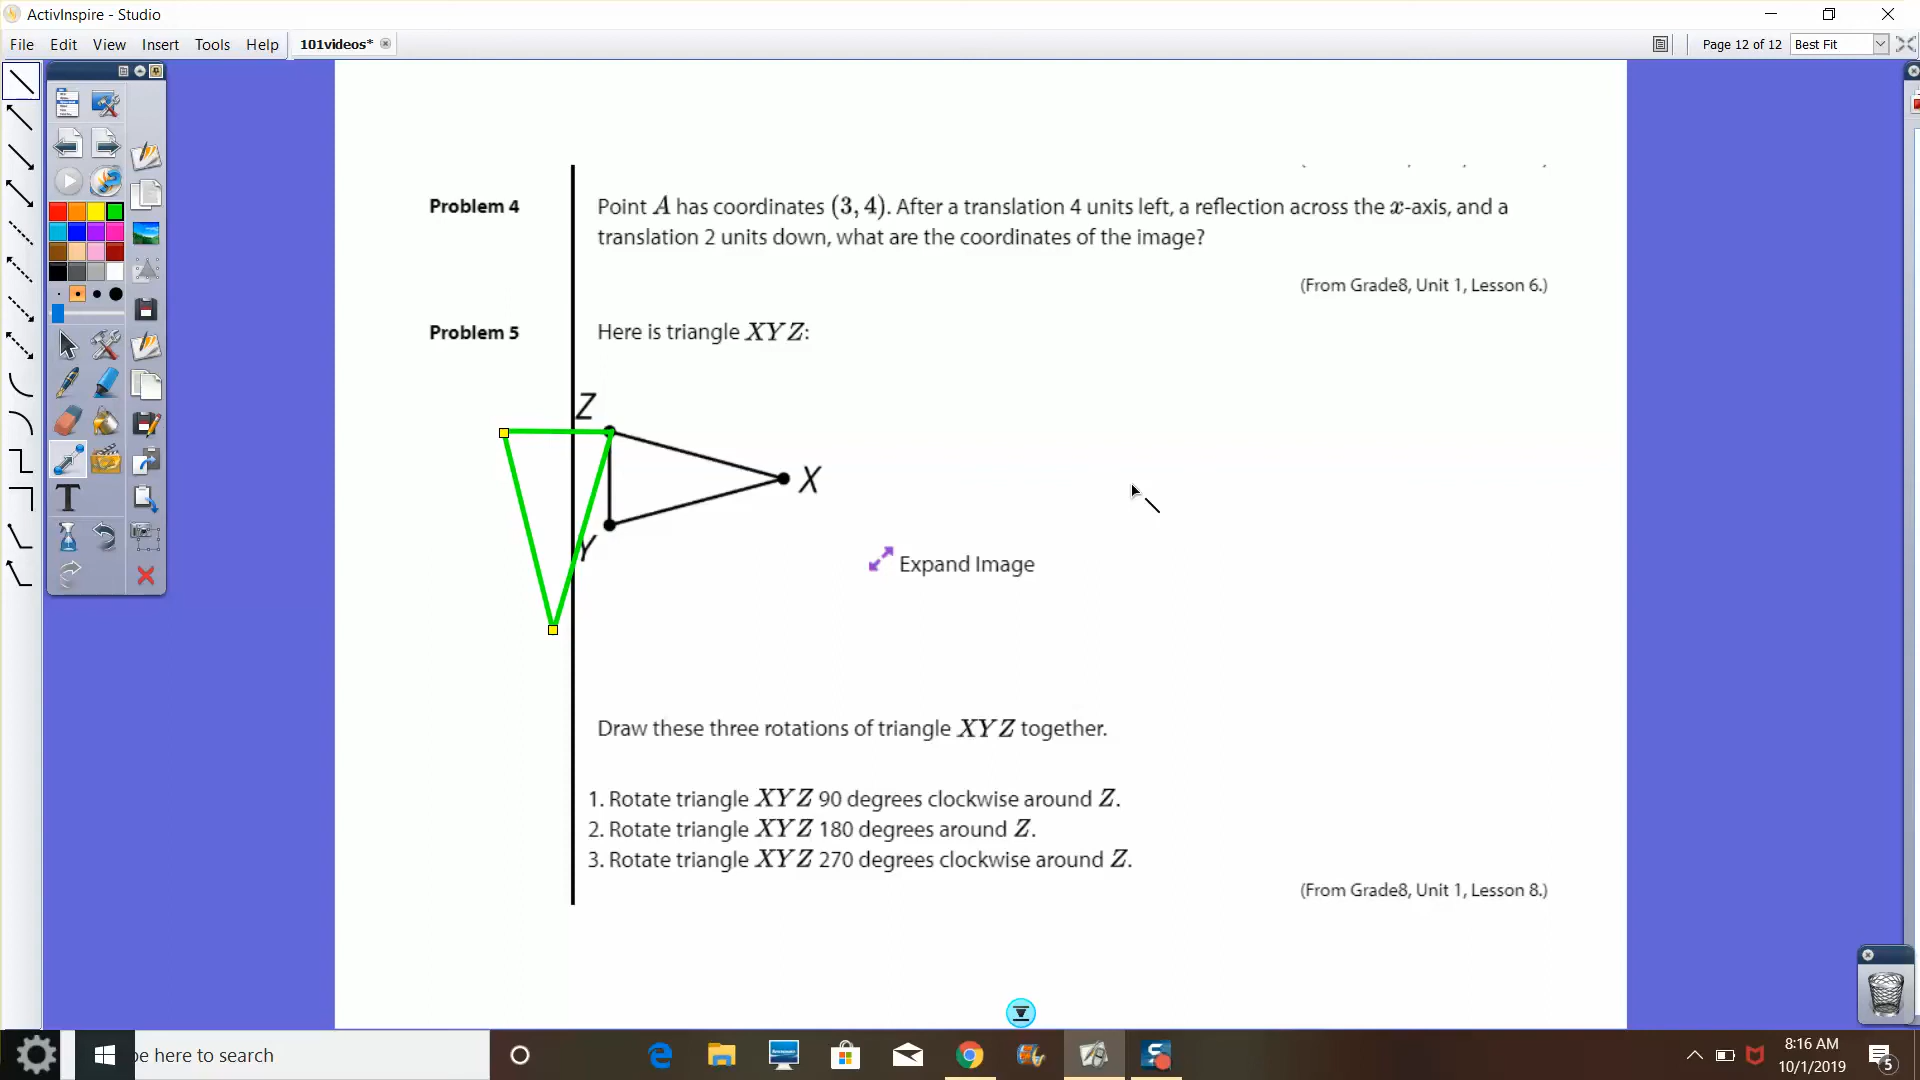 ActivInspire - Studio
File Edit View Insert Tools Help 101videos* Page 12 of 12 Best Fit
Problem 4 Point A has coordinates (3, 4). After a translation 4 units left, a reflection across the x-axis, and a
translation 2 units down, what are the coordinates of the image?
(From Grade8, Unit 1, Lesson 6.)
Problem 5 Here is triangle XYZ:
Z
X
Y
Expand Image
Draw these three rotations of triangle XYZ together.
1. Rotate triangle XYZ 90 degrees clockwise around Z.
2. Rotate triangle XYZ 180 degrees around Z.
3. Rotate triangle XYZ 270 degrees clockwise around Z.
(From Grade8, Unit 1, Lesson 8.)
pe here to search
8:16 AM
10/1/2019
5